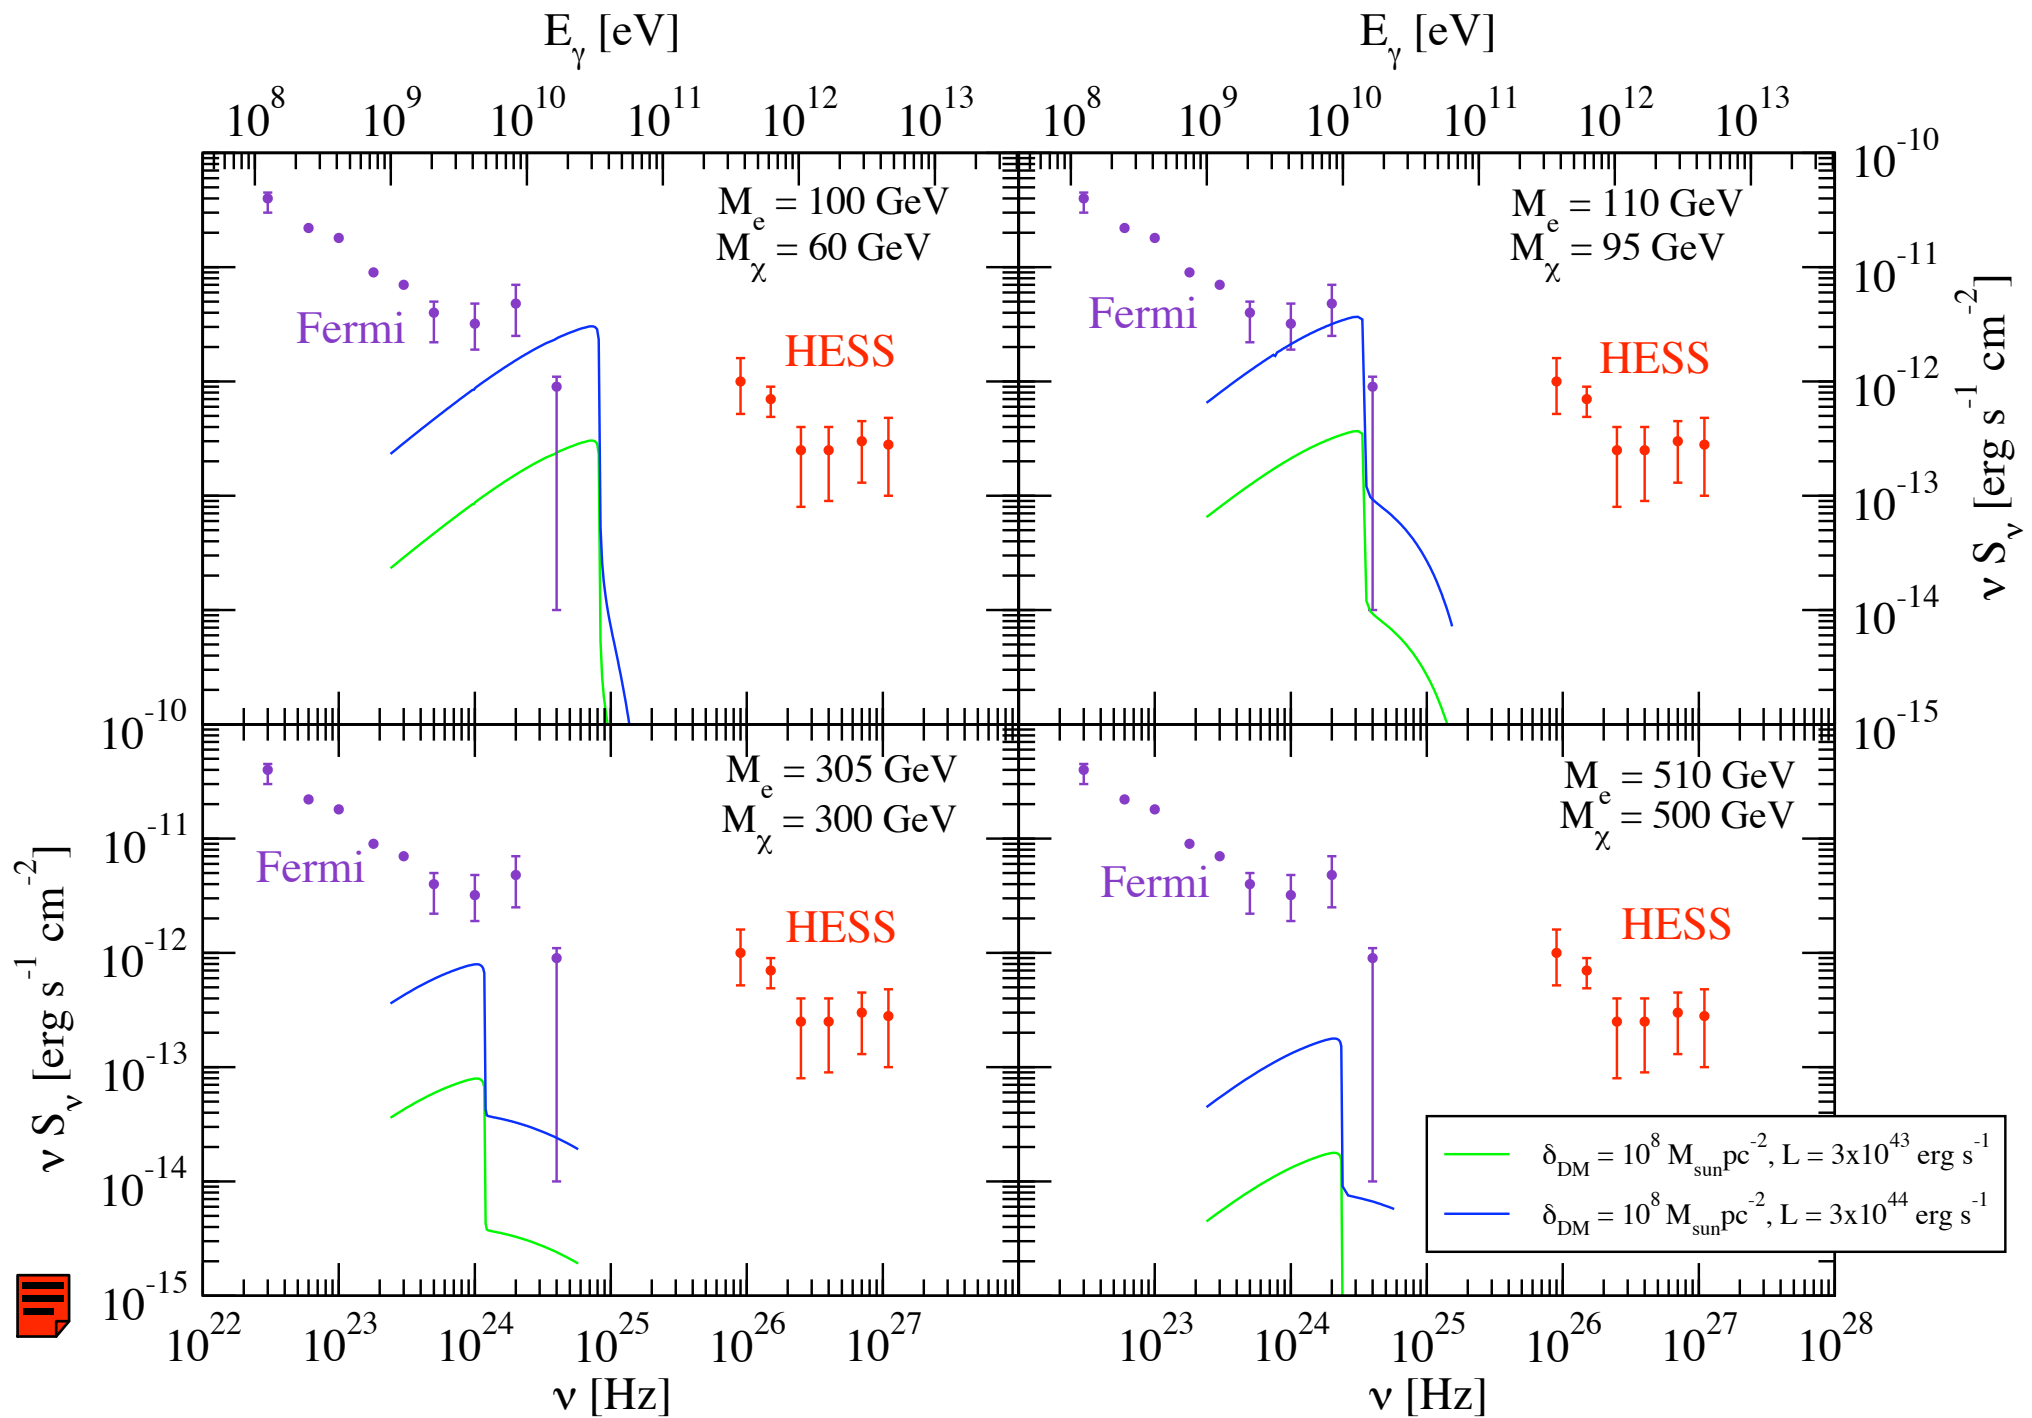 E_γ [eV] E_γ [eV]
10^8 10^9 10^10 10^11 10^12 10^13 10^8 10^9 10^10 10^11 10^12 10^13
M_e = 100 GeV
M_χ = 60 GeV
Fermi
HESS
M_e = 110 GeV
M_χ = 95 GeV
Fermi
HESS
10^-10
10^-11
10^-12
10^-13
10^-14
10^-15
ν S_ν [erg s^-1 cm^-2]
M_e = 305 GeV
M_χ = 300 GeV
Fermi
HESS
M_e = 510 GeV
M_χ = 500 GeV
Fermi
HESS
10^-10
10^-11
10^-12
10^-13
10^-14
10^-15
ν S_ν [erg s^-1 cm^-2]
δ_DM = 10^8 M_sun pc^-2, L = 3x10^43 erg s^-1
δ_DM = 10^8 M_sun pc^-2, L = 3x10^44 erg s^-1
10^22 10^23 10^24 10^25 10^26 10^27 10^23 10^24 10^25 10^26 10^27 10^28
ν [Hz] ν [Hz]